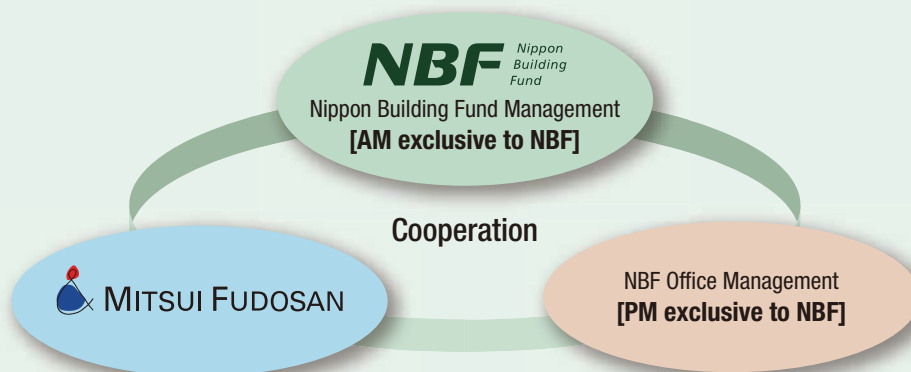 NBF Nippon
Building
Fund
Nippon Building Fund Management
[AM exclusive to NBF]
Cooperation
MITSUI FUDOSAN
NBF Office Management
[PM exclusive to NBF]